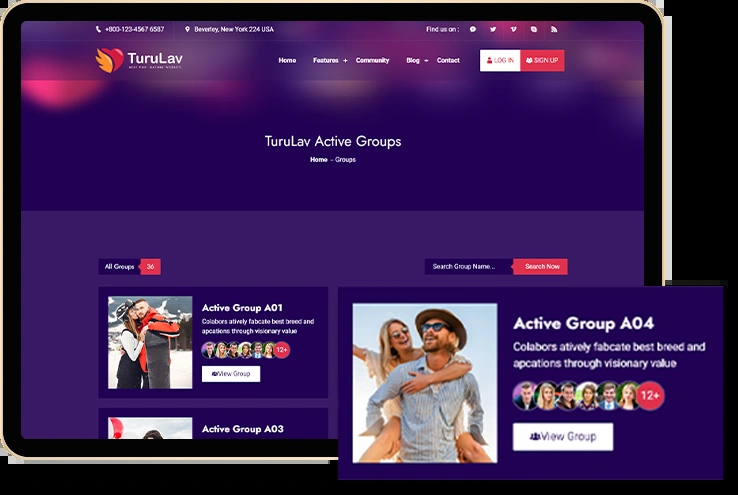 +800-123-4567 6587
Beverley, New York 224 USA
Find us on :
TuruLav
Home
Features +
Community
Blog +
Contact
LOG IN
SIGN UP
TuruLav Active Groups
Home – Groups
All Groups
36
Search Group Name...
Search Now
Active Group A01
Colabors atively fabcate best breed and
apcations through visionary value
12+
View Group
Active Group A03
Active Group A04
Colabors atively fabcate best breed and
apcations through visionary value
12+
View Group